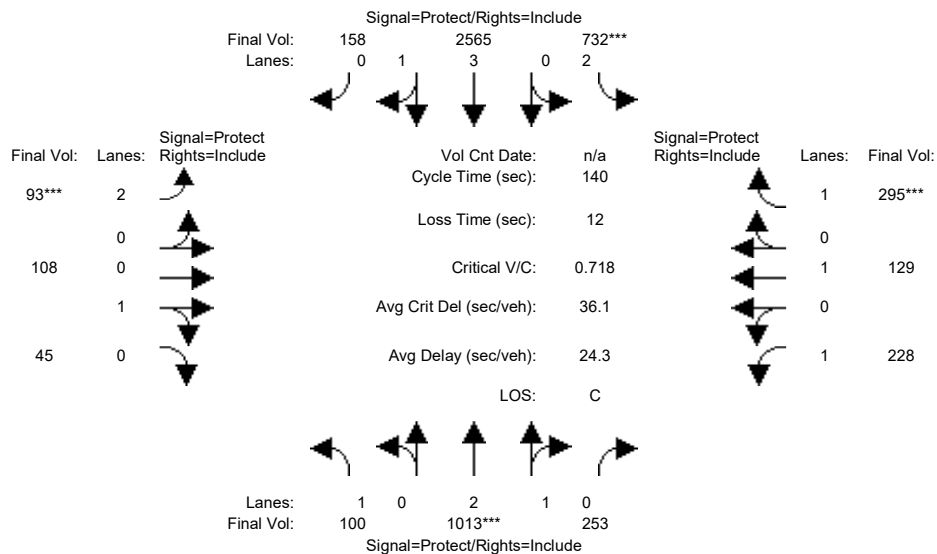 Signal=Protect/Rights=Include
Final Vol: 158 2565 732***
Lanes: 0 1 3 0 2
Signal=Protect Signal=Protect
Final Vol: Lanes: Rights=Include Vol Cnt Date: n/a Rights=Include Lanes: Final Vol:
Cycle Time (sec): 140
93*** 2 1 295***
Loss Time (sec): 12
0 0
108 0 Critical V/C: 0.718 1 129
1 Avg Crit Del (sec/veh): 36.1 0
45 0 Avg Delay (sec/veh): 24.3 1 228
LOS: C
Lanes: 1 0 2 1 0
Final Vol: 100 1013*** 253
Signal=Protect/Rights=Include